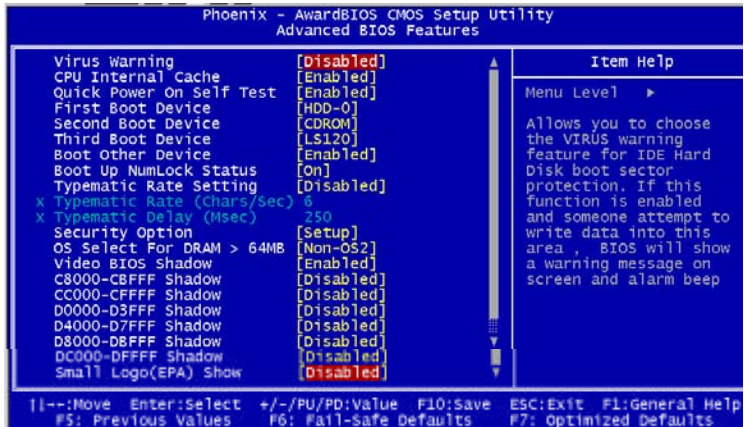 Phoenix - AwardBIOS CMOS Setup Utility
Advanced BIOS Features
Virus Warning [Disabled]
CPU Internal Cache [Enabled]
Quick Power On Self Test [Enabled]
First Boot Device [HDD-0]
Second Boot Device [CDROM]
Third Boot Device [LS120]
Boot Other Device [Enabled]
Boot Up NumLock Status [On]
Typematic Rate Setting [Disabled]
x Typematic Rate (Chars/Sec) 6
x Typematic Delay (Msec) 250
Security Option [Setup]
OS Select For DRAM > 64MB [Non-OS2]
Video BIOS Shadow [Enabled]
C8000-CBFFF Shadow [Disabled]
CC000-CFFFF Shadow [Disabled]
D0000-D3FFF Shadow [Disabled]
D4000-D7FFF Shadow [Disabled]
D8000-DBFFF Shadow [Disabled]
DC000-DFFFF Shadow [Disabled]
Small Logo(EPA) Show [Disabled]
Item Help
Menu Level ▸
Allows you to choose
the VIRUS warning
feature for IDE Hard
Disk boot sector
protection. If this
function is enabled
and someone attempt to
write data into this
area , BIOS will show
a warning message on
screen and alarm beep
↑↓→←:Move Enter:Select +/-/PU/PD:Value F10:Save ESC:Exit F1:General Help
F5: Previous Values F6: Fail-Safe Defaults F7: Optimized Defaults